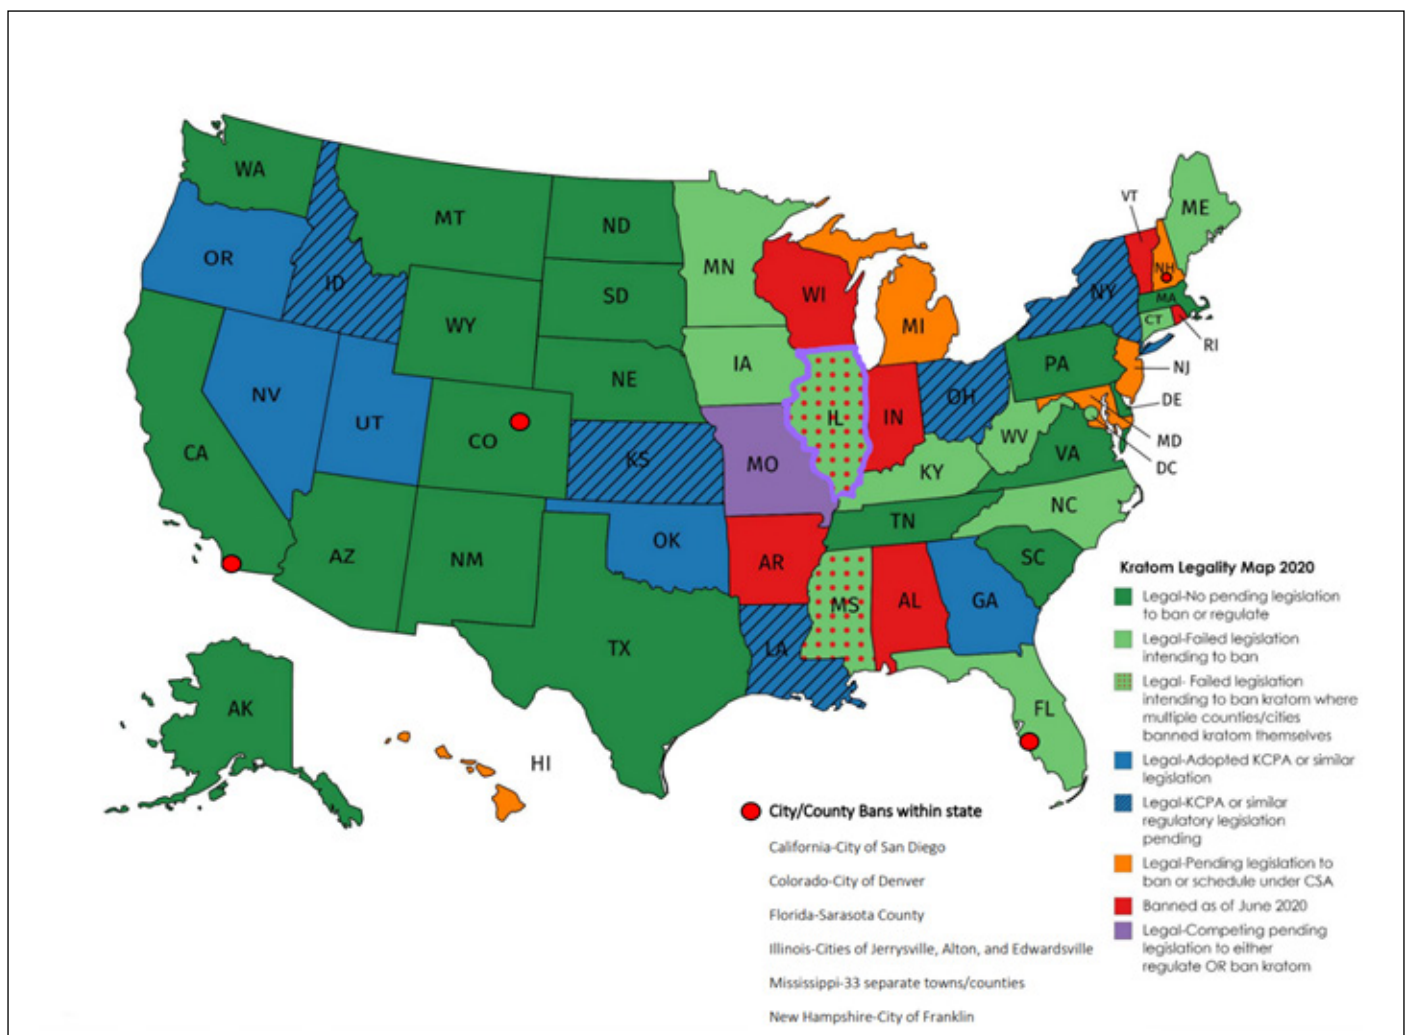 WA
MT
ND
MN
ME
VT
NH
OR
ID
SD
WI
MI
NY
MA
CT
RI
WY
IA
PA
NJ
NE
DE
NV
UT
CO
CA
KS
MO
IL
IN
OH
WV
VA
MD
DC
KY
NC
TN
AZ
NM
OK
AR
SC
MS
AL
GA
TX
LA
FL
AK
HI
Kratom Legality Map 2020
Legal-No pending legislation
to ban or regulate
Legal-Failed legislation
intending to ban
Legal- Failed legislation
intending to ban kratom where
multiple counties/cities
banned kratom themselves
Legal-Adopted KCPA or similar
legislation
Legal-KCPA or similar
regulatory legislation
pending
Legal-Pending legislation to
ban or schedule under CSA
Banned as of June 2020
Legal-Competing pending
legislation to either
regulate OR ban kratom
City/County Bans within state
California-City of San Diego
Colorado-City of Denver
Florida-Sarasota County
Illinois-Cities of Jerrysville, Alton, and Edwardsville
Mississippi-33 separate towns/counties
New Hampshire-City of Franklin